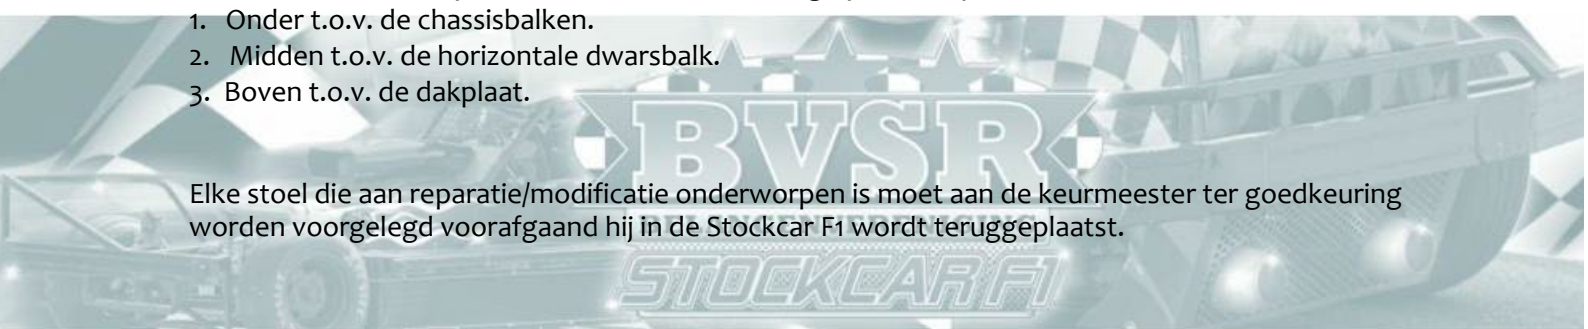 1. Onder t.o.v. de chassisbalken.
2. Midden t.o.v. de horizontale dwarsbalk.
3. Boven t.o.v. de dakplaat.
BVSR
Elke stoel die aan reparatie/modificatie onderworpen is moet aan de keurmeester ter goedkeuring
worden voorgelegd voorafgaand hij in de Stockcar F1 wordt teruggeplaatst.
STOCKCAR F1